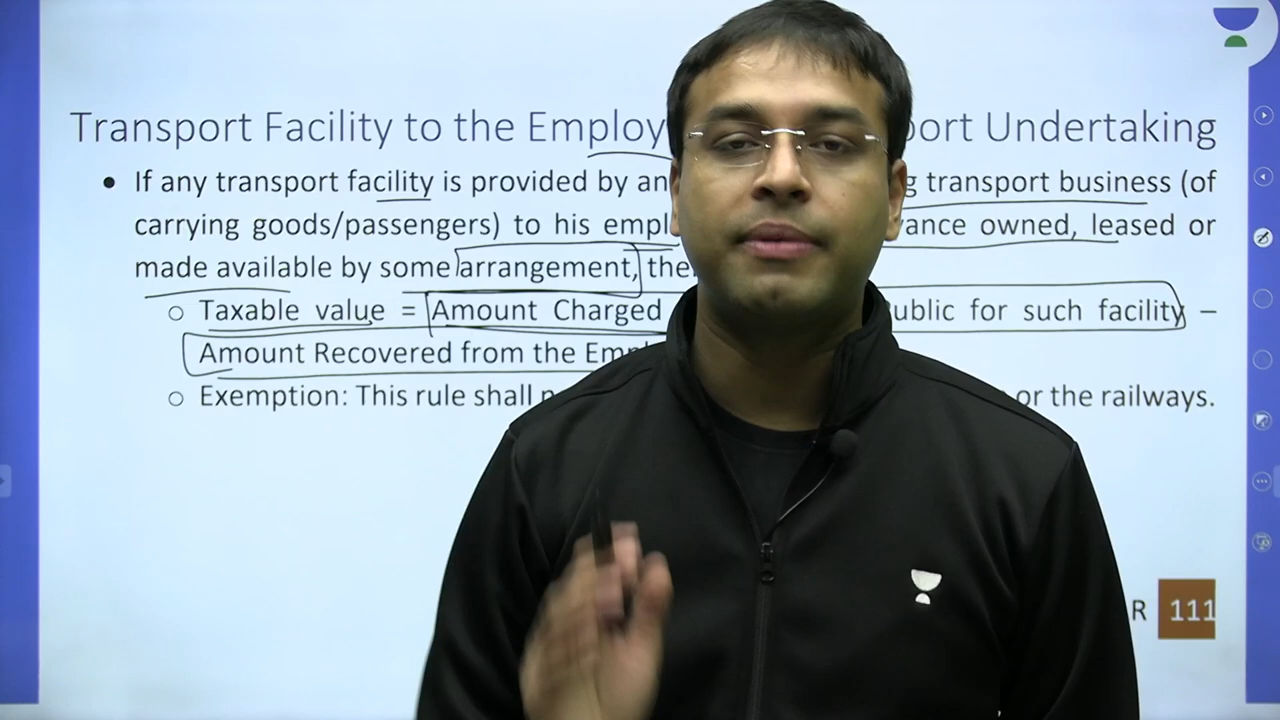 Transport Facility to the Employ port Undertaking
• If any transport facility is provided by an g transport business (of
carrying goods/passengers) to his empl ance owned, leased or
made available by some arrangement, the
○ Taxable value = Amount Charged ublic for such facility –
Amount Recovered from the Empl
○ Exemption: This rule shall n or the railways.
R 111